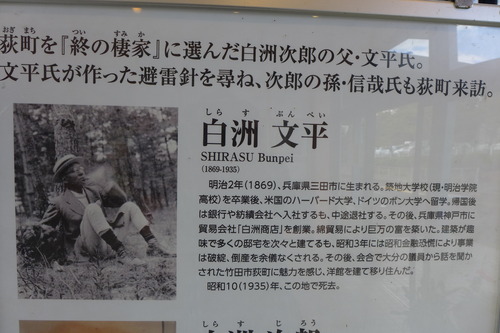 荻町を『終の棲家』に選んだ白洲次郎の父・文平氏。
文平氏が作った避雷針を尋ね、次郎の孫・信哉氏も荻町来訪。
白洲 文平
SHIRASU Bunpei
(1869-1935)
明治2年(1869)、兵庫県三田市に生まれる。築地大学校(現・明治学院
高校)を卒業後、米国のハーバード大学、ドイツのボン大学へ留学。帰国後
は銀行や紡績会社へ入社するも、中途退社する。その後、兵庫県神戸市に
貿易会社「白洲商店」を創業。綿貿易により巨万の富を築いた。建築が趣
味で多くの邸宅を次々と建てるも、昭和3年には昭和金融恐慌により事業
は破綻、倒産を余儀なくされる。その後、会合で大分の議員から話を聞か
された竹田市荻町に魅力を感じ、洋館を建て移り住んだ。
昭和10(1935)年、この地で死去。